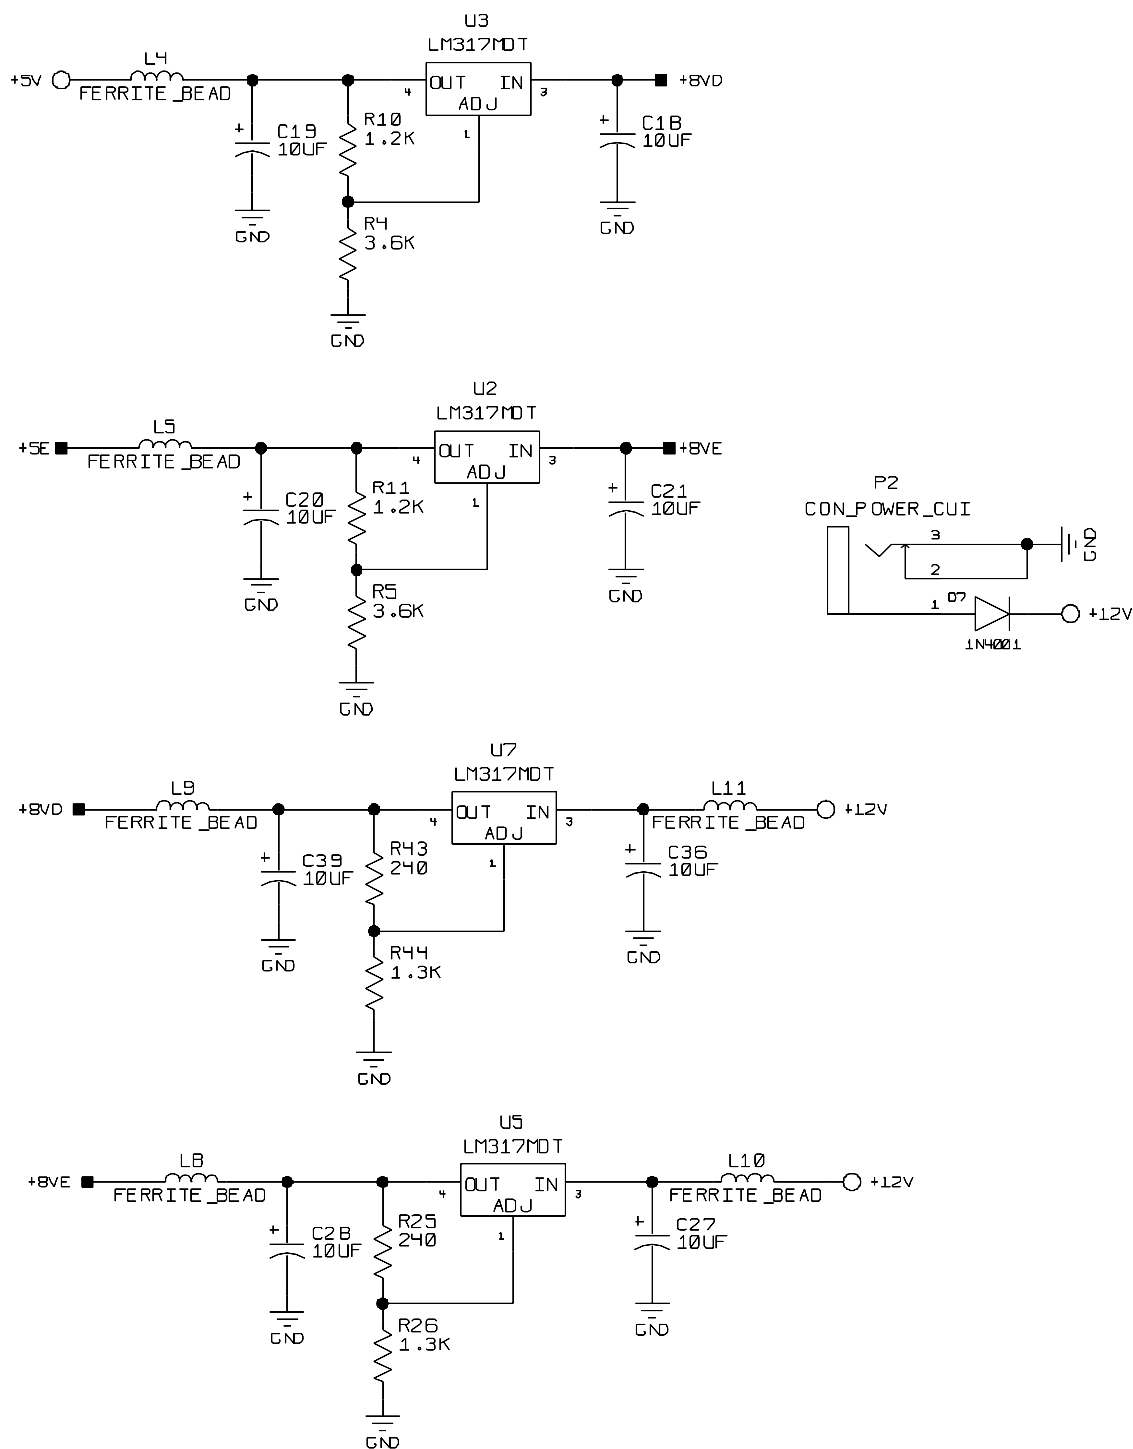 U3
LM317MDT
+5V
L4
FERRITE_BEAD
OUT IN
ADJ
4
3
1
+8VD
+
C19
10UF
R10
1.2K
+
C18
10UF
GND
R4
3.6K
GND
GND
U2
LM317MDT
+5E
L5
FERRITE_BEAD
OUT IN
ADJ
4
3
1
+8VE
+
C20
10UF
R11
1.2K
+
C21
10UF
GND
R5
3.6K
GND
GND
P2
CON_POWER_CUI
3
2
1
GND
D7
1N4001
+12V
U7
LM317MDT
+8VD
L9
FERRITE_BEAD
OUT IN
ADJ
4
3
1
L11
FERRITE_BEAD
+12V
+
C39
10UF
R43
240
+
C36
10UF
GND
R44
1.3K
GND
GND
U5
LM317MDT
+8VE
L8
FERRITE_BEAD
OUT IN
ADJ
4
3
1
L10
FERRITE_BEAD
+12V
+
C28
10UF
R25
240
+
C27
10UF
GND
R26
1.3K
GND
GND